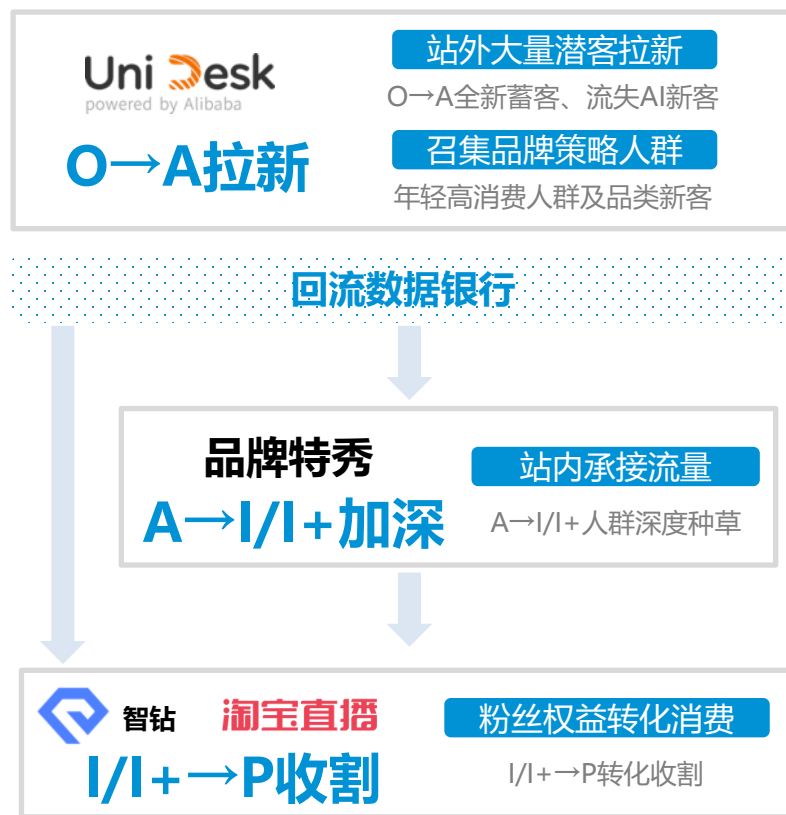 Uni Desk
powered by Alibaba
O→A拉新
站外大量潜客拉新
O→A全新蓄客、流失AI新客
召集品牌策略人群
年轻高消费人群及品类新客
回流数据银行
品牌特秀
A→I/I+加深
站内承接流量
A→I/I+人群深度种草
智钻
淘宝直播
I/I+→P收割
粉丝权益转化消费
I/I+→P转化收割